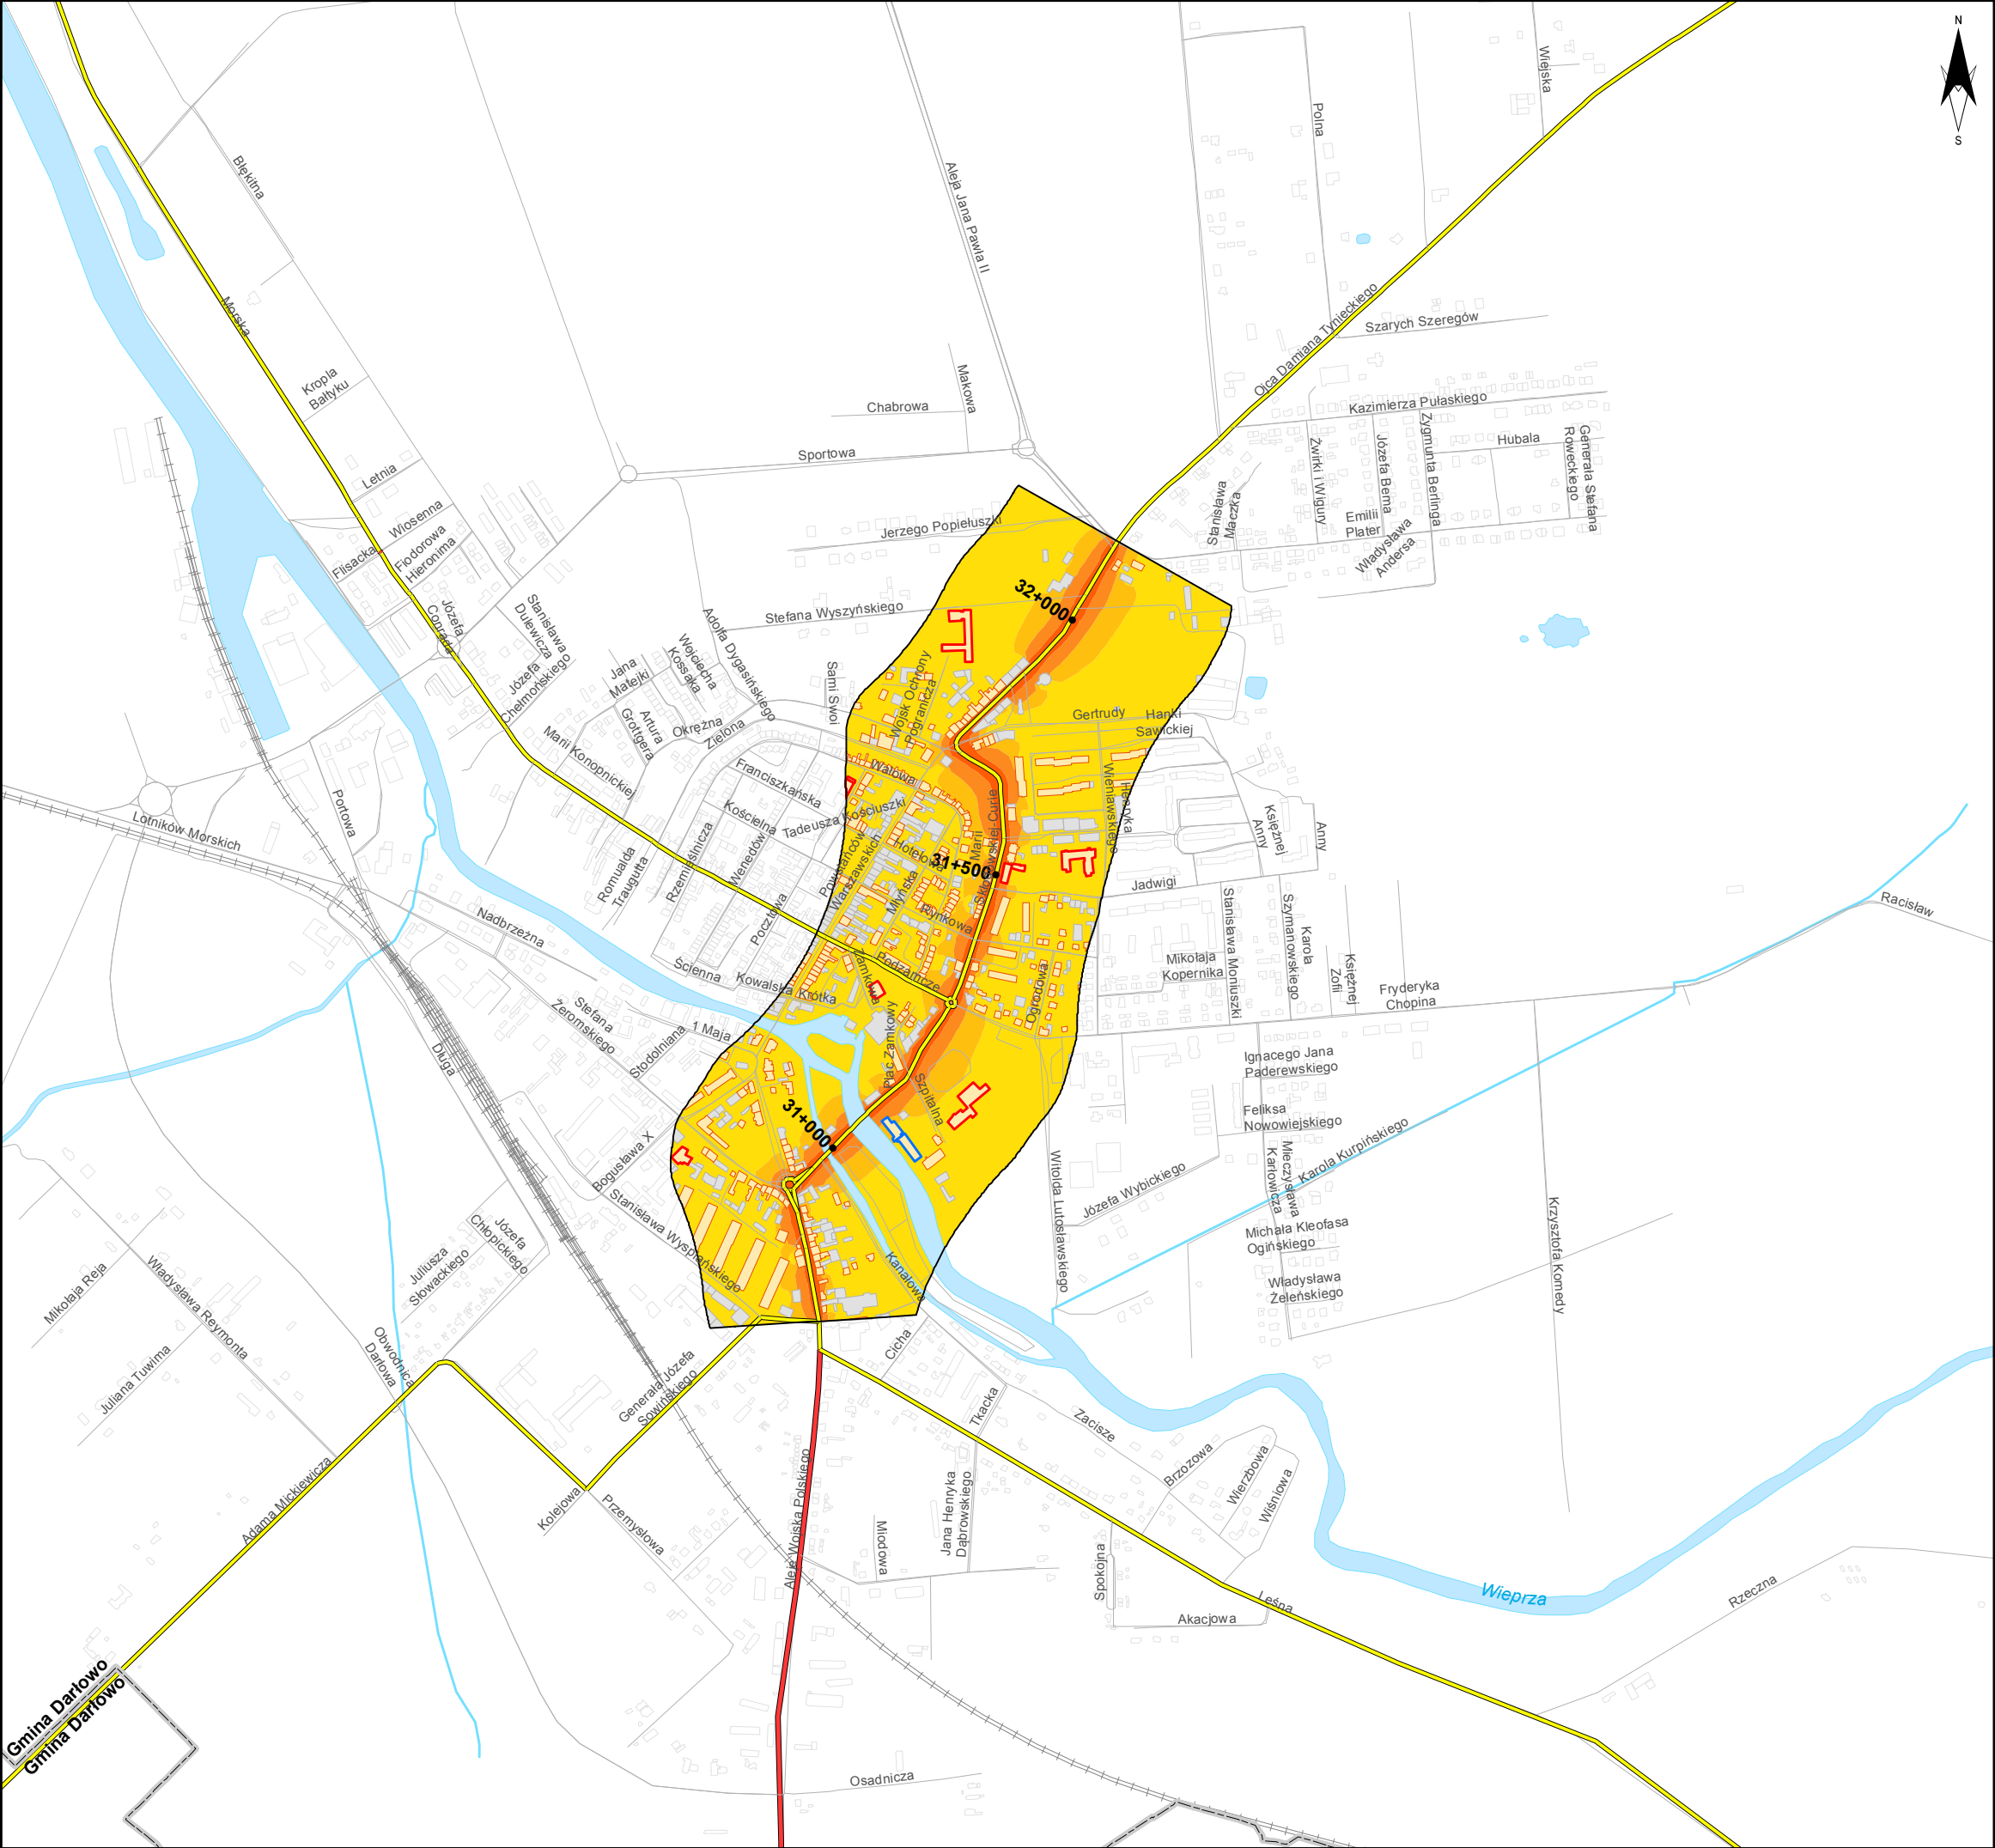 N
S
Wiejska
Polna
Błękitna
Aleja Jana Pawła II
Morska
Ojca Damiana Tynieckiego
Szarych Szeregów
Kropla
Bałtyku
Makowa
Chabrowa
Kazimierza Pułaskiego
Sportowa
Hubala
Żwirki i Wigury
Józefa Bema
Zygmunta Berlinga
Generała Stefana
Roweckiego
Letnia
Wiosenna
Flisacka
Fiodorowa
Hieronima
Jerzego Popiełuszki
Stanisława
Maczka
Emilii
Plater
Władysława
Andersa
32+000
Józefa
Conrada
Stanisława
Dulewicza
Stefana Wyszyńskiego
Adolfa Dygasińskiego
Józefa
Chełmońskiego
Jana
Matejki
Wojciecha
Kossaka
Sami Swoi
Wojsk Ochrony
Pogranicza
Artura
Grottgera
Okrężna
Zielona
Gertrudy
Hanki
Sawickiej
Marii Konopnickiej
Franciszkańska
Wałowa
Henryka
Wieniawskiego
Portowa
Lotników Morskich
Kościelna
Tadeusza Kościuszki
Księżnej
Anny
Anny
Romualda
Traugutta
Rzemieślnicza
Wenedów
Powstańców
Warszawskich
Hotelowa
Marii
Skłodowskiej-Curie
31+500
Jadwigi
Młyńska
Rynkowa
Pocztowa
Nadbrzeżna
Racisław
Stanisława Moniuszki
Karola
Szymanowskiego
Księżnej
Zofii
Mikołaja
Kopernika
Ścienna
Kowalska
Krótka
Zamkowa
Podzamcze
Ogrodowa
Fryderyka
Chopina
Stefana
Żeromskiego
1 Maja
Stodolniana
Plac Zamkowy
Długa
Szpitalna
Ignacego Jana
Paderewskiego
31+000
Feliksa
Nowowiejskiego
Bogusława X
Karola Kurpińskiego
Mieczysława
Karłowicza
Józefa Wybickiego
Witolda Lutosławskiego
Stanisława Wyspiańskiego
Józefa
Chłopickiego
Juliusza
Słowackiego
Michała Kleofasa
Ogińskiego
Krzysztofa Komedy
Władysława
Żeleńskiego
Kanałowa
Mikołaja Reja
Władysława Reymonta
Juliana Tuwima
Obwodnica
Darłowa
Cicha
Generała Józefa
Sowińskiego
Tkacka
Zacisze
Brzozowa
Wierzbowa
Wiśniowa
Adama Mickiewicza
Kolejowa
Przemysłowa
Aleje Wojska Polskiego
Miodowa
Jana Henryka
Dąbrowskiego
Spokojna
Akacjowa
Leśna
Wieprza
Rzeczna
Gmina Darłowo
Gmina Darłowo
Osadnicza